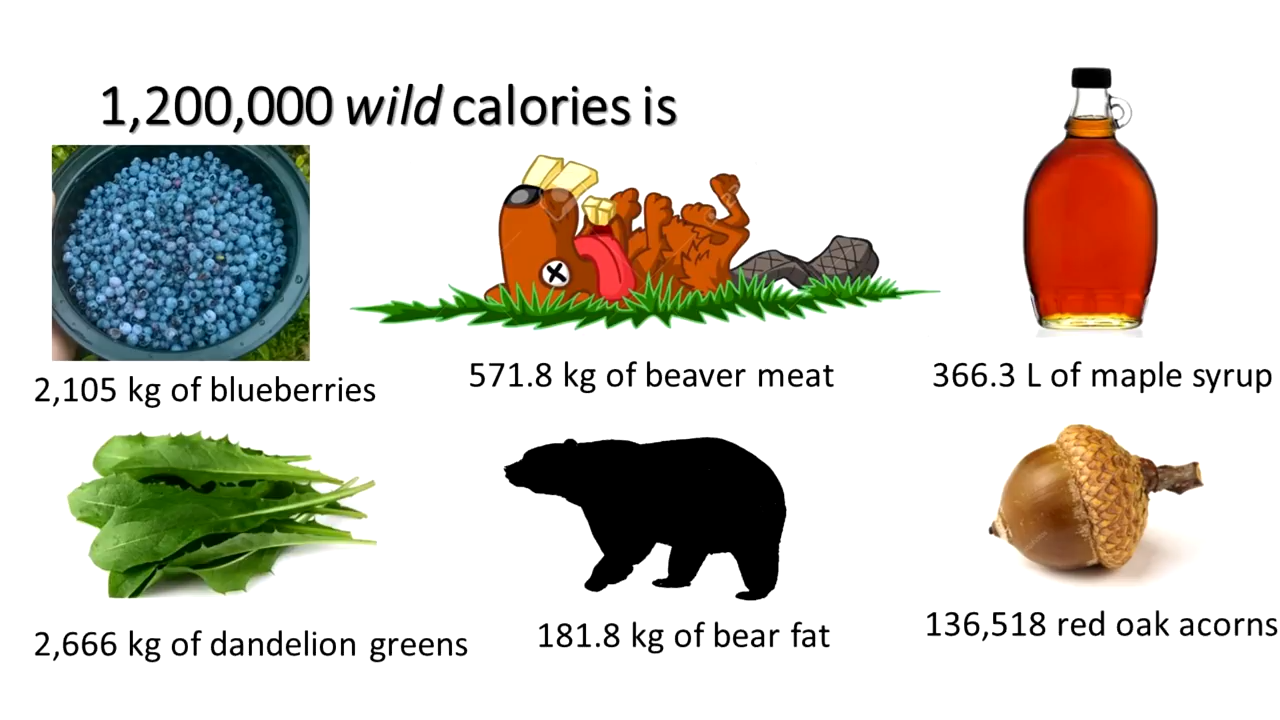 1,200,000 wild calories is
2,105 kg of blueberries
571.8 kg of beaver meat
366.3 L of maple syrup
2,666 kg of dandelion greens
181.8 kg of bear fat
136,518 red oak acorns